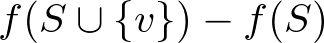 f(S ∪ {v}) − f(S)